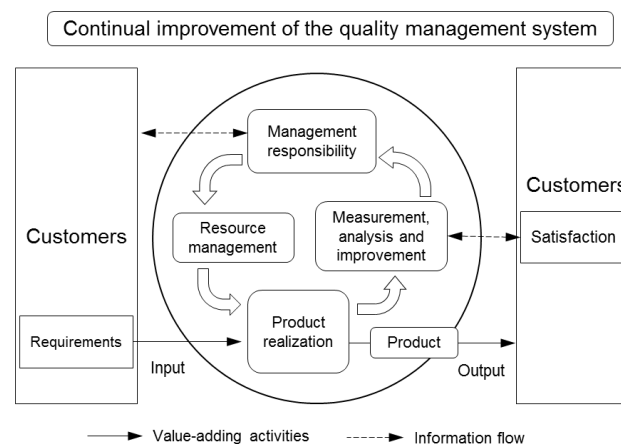 Continual improvement of the quality management system
Management
responsibility
Customers
Customers
Resource
management
Measurement,
analysis and
improvement
Satisfaction
Requirements
Product
realization
Product
Input
Output
Value-adding activities
Information flow